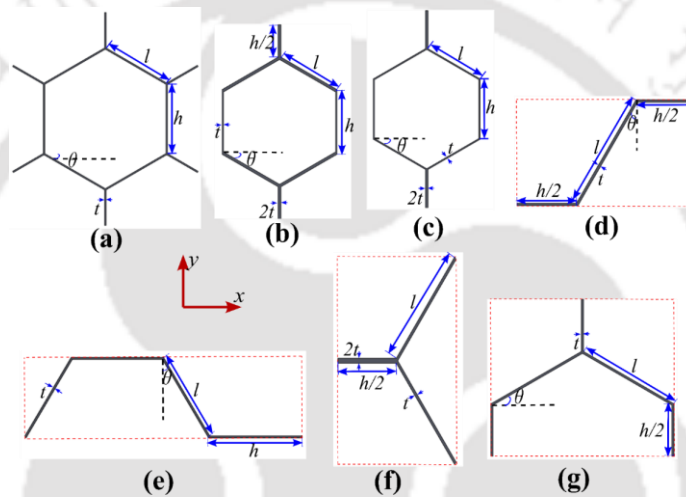 l
h
θ
t
(a)
h/2
l
t
h
θ
2t
(b)
l
h
θ
t
2t
(c)
θ
h/2
l
t
h/2
(d)
y
x
t
θ
l
h
(e)
l
2t
h/2
t
(f)
t
l
θ
h/2
(g)